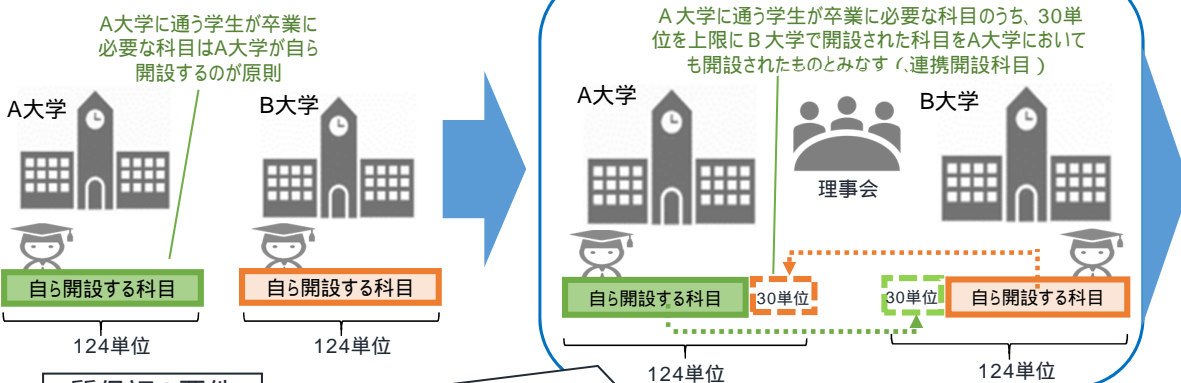 A大学に通う学生が卒業に
必要な科目はA大学が自ら
開設するのが原則
A大学
B大学
自ら開設する科目
自ら開設する科目
124単位
124単位
A大学に通う学生が卒業に必要な科目のうち、30単
位を上限にB大学で開設された科目をA大学において
も開設されたものとみなす(、連携開設科目)
A大学
B大学
理事会
自ら開設する科目
30単位
30単位
自ら開設する科目
124単位
124単位